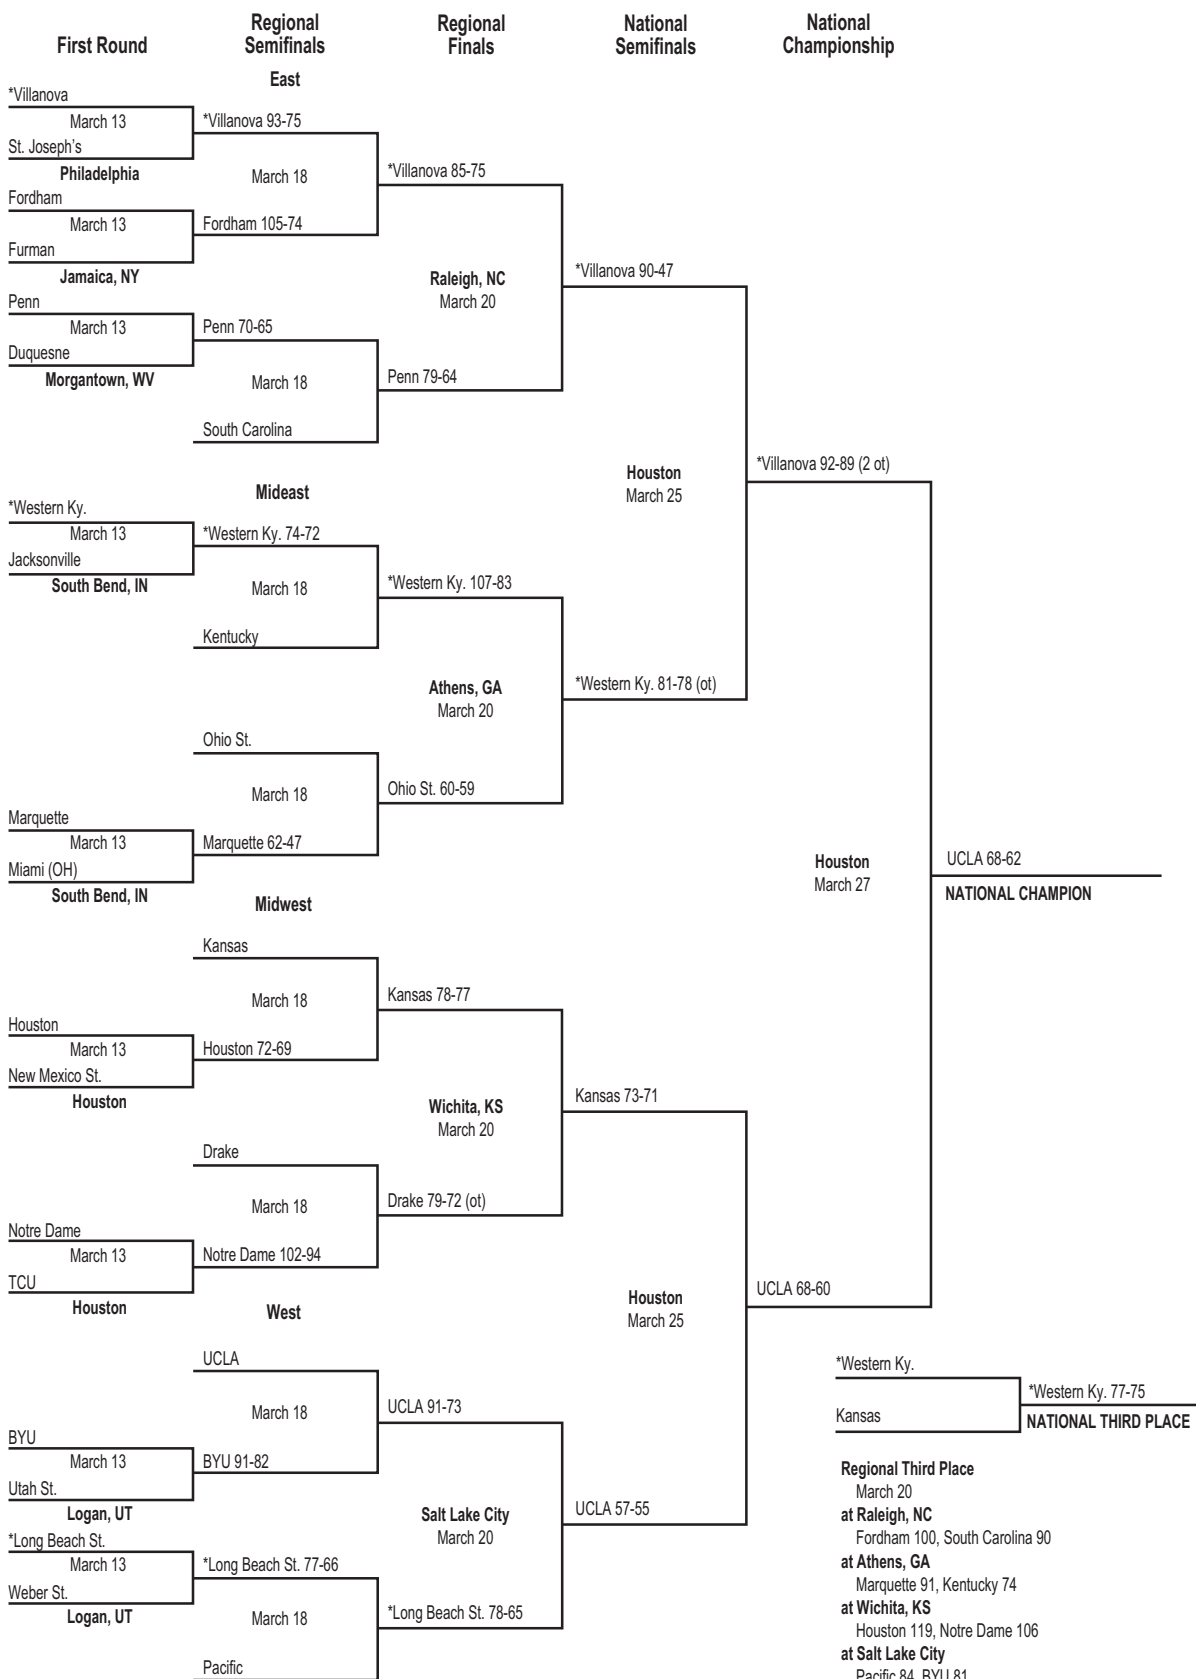 First Round
Regional
Semifinals
Regional
Finals
National
Semifinals
National
Championship
East
*Villanova
March 13
St. Joseph's
Philadelphia
*Villanova 93-75
March 18
Fordham
March 13
Furman
Jamaica, NY
Fordham 105-74
*Villanova 85-75
Raleigh, NC
March 20
Penn
March 13
Duquesne
Morgantown, WV
Penn 70-65
March 18
South Carolina
Penn 79-64
*Villanova 90-47
Houston
March 25
*Villanova 92-89 (2 ot)
Mideast
*Western Ky.
March 13
Jacksonville
South Bend, IN
*Western Ky. 74-72
March 18
Kentucky
*Western Ky. 107-83
Athens, GA
March 20
*Western Ky. 81-78 (ot)
Ohio St.
March 18
Ohio St. 60-59
Marquette
March 13
Miami (OH)
South Bend, IN
Marquette 62-47
Houston
March 27
UCLA 68-62
NATIONAL CHAMPION
Midwest
Kansas
March 18
Kansas 78-77
Houston
March 13
New Mexico St.
Houston
Houston 72-69
Wichita, KS
March 20
Kansas 73-71
Drake
March 18
Drake 79-72 (ot)
Notre Dame
March 13
TCU
Houston
Notre Dame 102-94
Houston
March 25
UCLA 68-60
West
UCLA
March 18
UCLA 91-73
BYU
March 13
Utah St.
Logan, UT
BYU 91-82
Salt Lake City
March 20
UCLA 57-55
*Long Beach St.
March 13
Weber St.
Logan, UT
*Long Beach St. 77-66
March 18
Pacific
*Long Beach St. 78-65
*Western Ky.
Kansas
*Western Ky. 77-75
NATIONAL THIRD PLACE
Regional Third Place
March 20
at Raleigh, NC
Fordham 100, South Carolina 90
at Athens, GA
Marquette 91, Kentucky 74
at Wichita, KS
Houston 119, Notre Dame 106
at Salt Lake City
Pacific 84, BYU 81